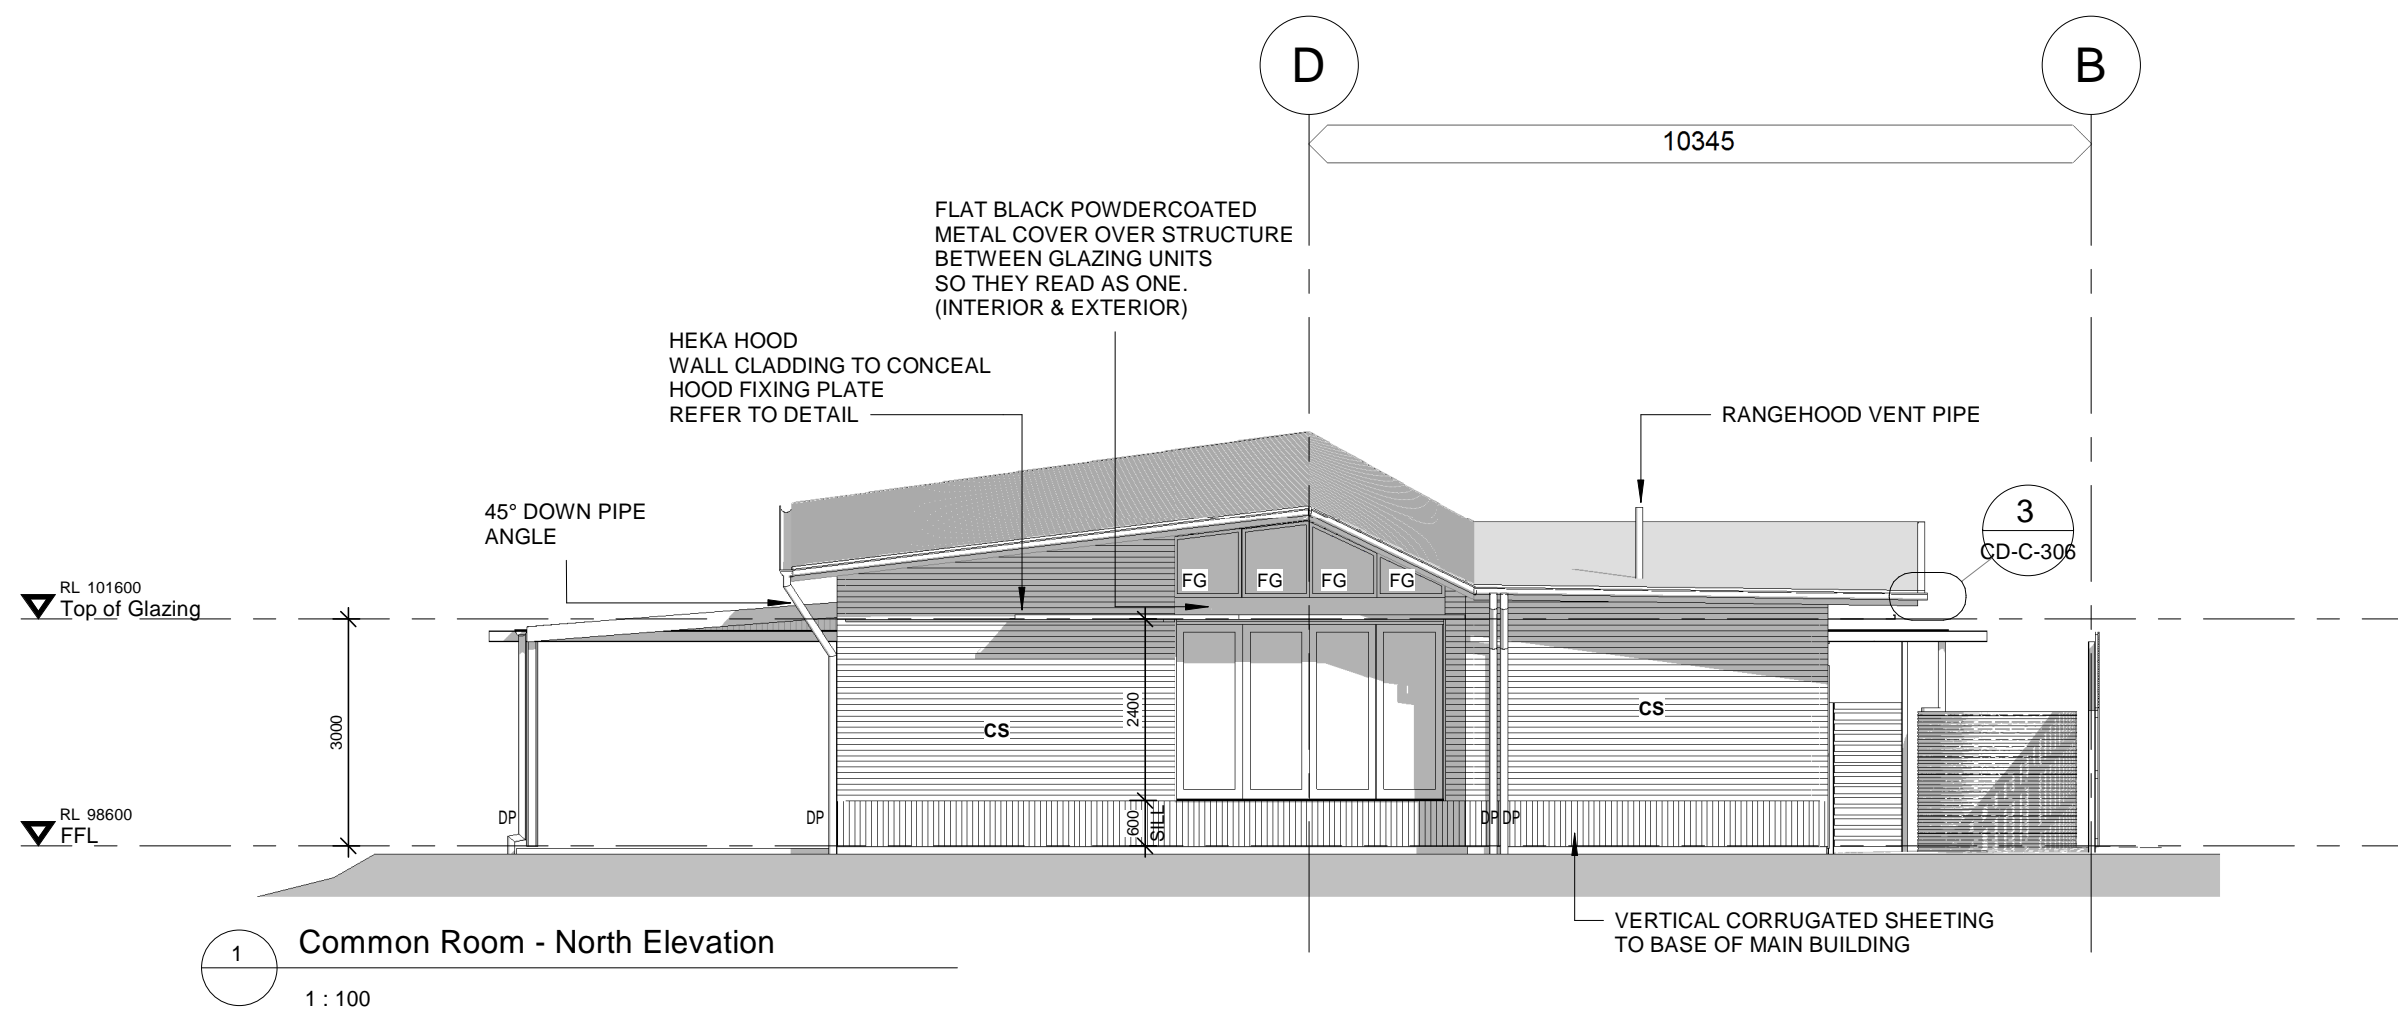 D
B
10345
FLAT BLACK POWDERCOATED
METAL COVER OVER STRUCTURE
BETWEEN GLAZING UNITS
SO THEY READ AS ONE.
(INTERIOR & EXTERIOR)
HEKA HOOD
WALL CLADDING TO CONCEAL
HOOD FIXING PLATE
REFER TO DETAIL
RANGEHOOD VENT PIPE
45° DOWN PIPE
ANGLE
3
CD-C-306
RL 101600
Top of Glazing
FG
FG
FG
FG
3000
2400
CS
CS
RL 98600
FFL
DP
DP
600
SILL
DP
DP
VERTICAL CORRUGATED SHEETING
TO BASE OF MAIN BUILDING
1
Common Room - North Elevation
1 : 100